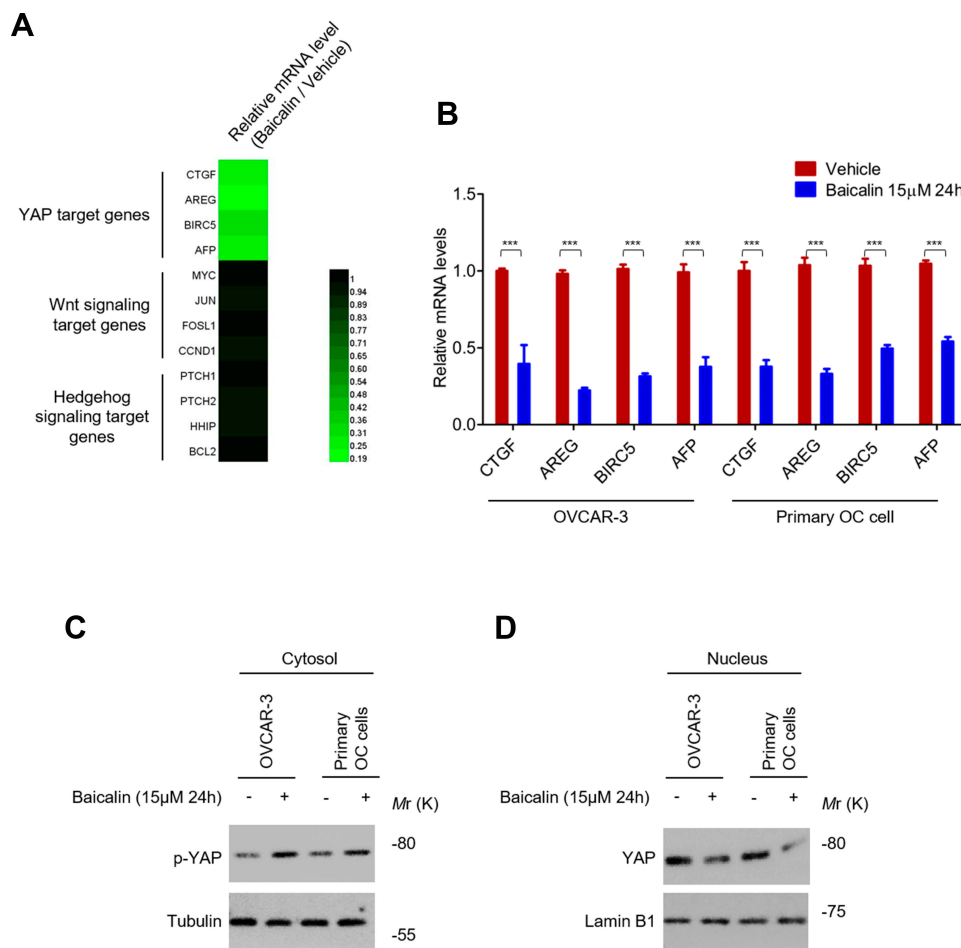 A
Relative mRNA level
(Baicalin / Vehicle)
YAP target genes
CTGF
AREG
BIRC5
AFP
Wnt signaling
target genes
MYC
JUN
FOSL1
CCND1
Hedgehog
signaling target
genes
PTCH1
PTCH2
HHIP
BCL2
1
0.94
0.89
0.83
0.77
0.71
0.65
0.60
0.54
0.48
0.42
0.36
0.31
0.25
0.19
B
Vehicle
Baicalin 15μM 24h
Relative mRNA levels
1.5
1.0
0.5
0.0
*** *** *** *** *** *** *** ***
CTGF AREG BIRC5 AFP CTGF AREG BIRC5 AFP
OVCAR-3 Primary OC cell
C
Cytosol
OVCAR-3
Primary
OC cells
Baicalin (15μM 24h) - + - + Mr (K)
p-YAP -80
Tubulin -55
D
Nucleus
OVCAR-3
Primary
OC cells
Baicalin (15μM 24h) - + - + Mr (K)
YAP -80
Lamin B1 -75